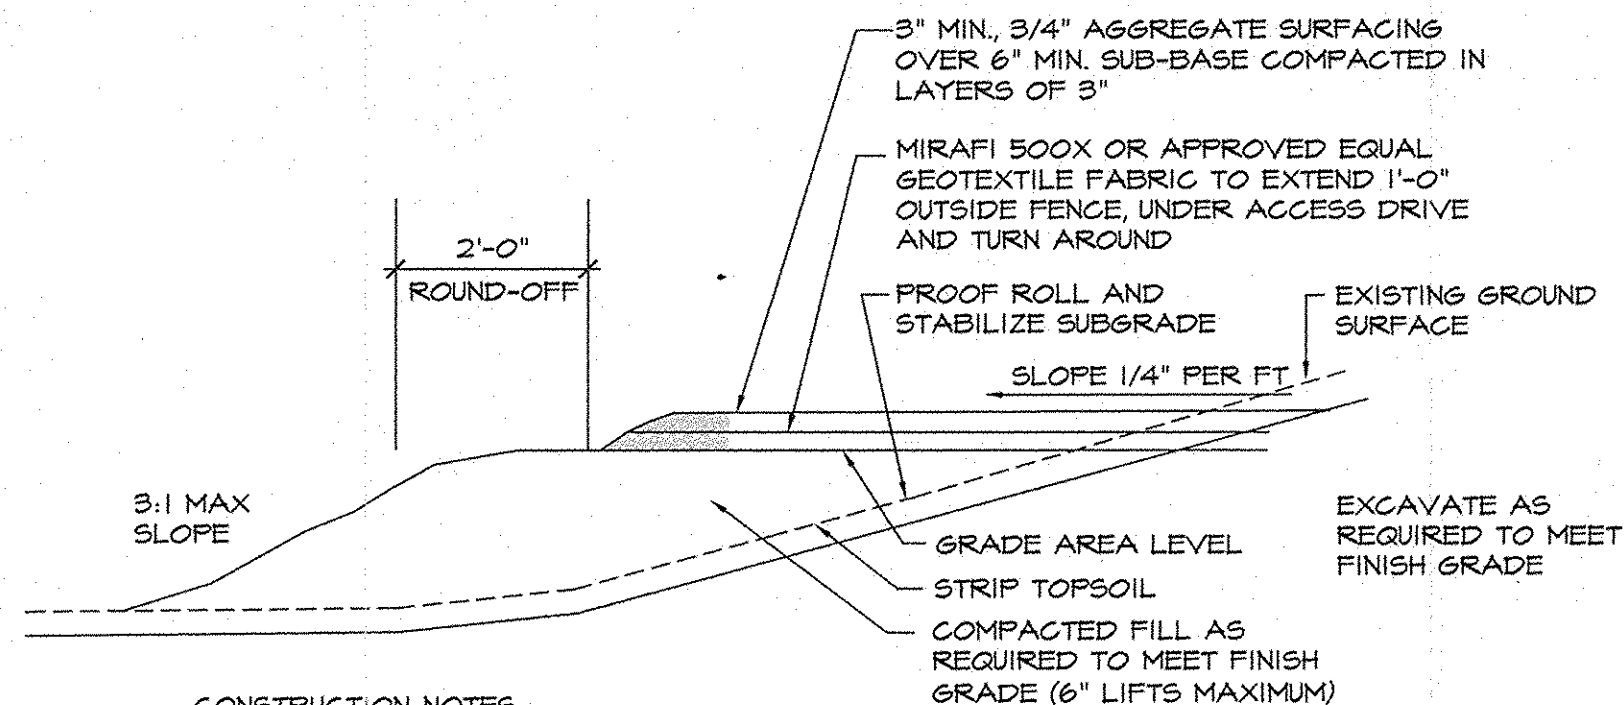 3" MIN., 3/4" AGGREGATE SURFACING
OVER 6" MIN. SUB-BASE COMPACTED IN
LAYERS OF 3"
MIRAFI 500X OR APPROVED EQUAL
GEOTEXTILE FABRIC TO EXTEND 1'-0"
OUTSIDE FENCE, UNDER ACCESS DRIVE
AND TURN AROUND
2'-0"
ROUND-OFF
PROOF ROLL AND
STABILIZE SUBGRADE
EXISTING GROUND
SURFACE
SLOPE 1/4" PER FT
3:1 MAX
SLOPE
EXCAVATE AS
REQUIRED TO MEET
FINISH GRADE
GRADE AREA LEVEL
STRIP TOPSOIL
COMPACTED FILL AS
REQUIRED TO MEET FINISH
GRADE (6" LIFTS MAXIMUM)
CONSTRUCTION NOTES